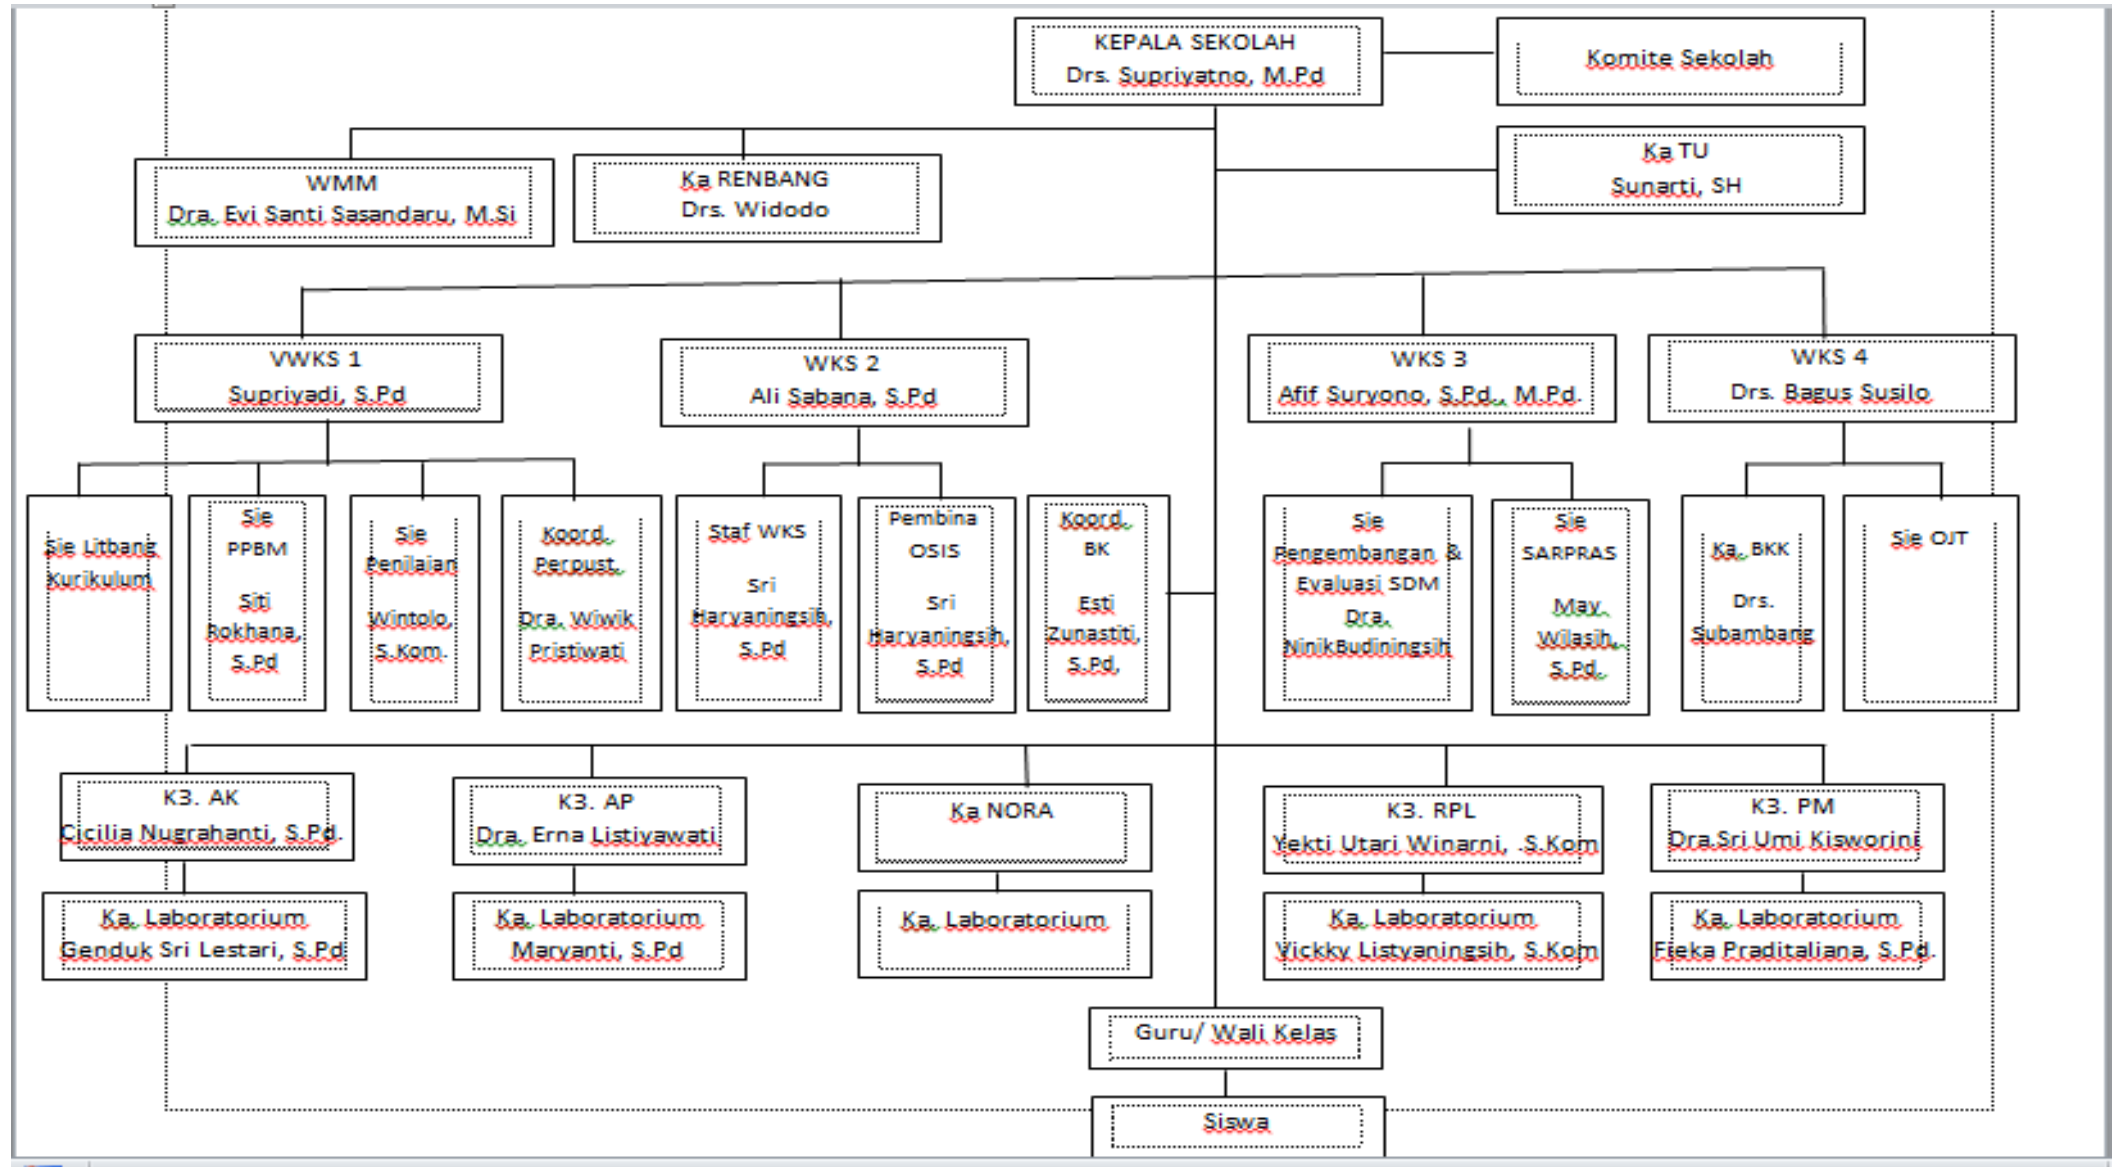 KEPALA SEKOLAH
Drs. Supriyatno, M.Pd
Komite Sekolah
Ka TU
Sunarti, SH
WMM
Dra. Evi Santi Sasandaru, M.Si
Ka RENBANG
Drs. Widodo
VWKS 1
Supriyadi, S.Pd
WKS 2
Ali Sabana, S.Pd
WKS 3
Afif Suryono, S.Pd., M.Pd.
WKS 4
Drs. Bagus Susilo
Sie Litbang
Kurikulum
Sie
PPBM
Siti
Rokhana,
S.Pd
Sie
Penilaian
Wintolo,
S.Kom.
Koord.
Perpust.
Dra. Wiwik
Pristiwati
Staf WKS
Sri
Haryaningsih,
S.Pd
Pembina
OSIS
Sri
Haryaningsih,
S.Pd
Koord.
BK
Esti
Zunastiti,
S.Pd,
Sie
Pengembangan &
Evaluasi SDM
Dra.
NinikBudiningsih
Sie
SARPRAS
May
Wilasih,
S.Pd.
Ka. BKK
Drs.
Subambang
Sie OJT
K3. AK
Cicilia Nugrahanti, S.Pd.
K3. AP
Dra. Erna Listiyawati
Ka NORA
K3. RPL
Yekti Utari Winarni, .S.Kom
K3. PM
Dra.Sri Umi Kisworini
Ka. Laboratorium
Genduk Sri Lestari, S.Pd
Ka. Laboratorium
Maryanti, S.Pd
Ka. Laboratorium
Ka. Laboratorium
Vickky Listyaningsih, S.Kom
Ka. Laboratorium
Fieka Praditaliana, S.Pd.
Guru/ Wali Kelas
Siswa